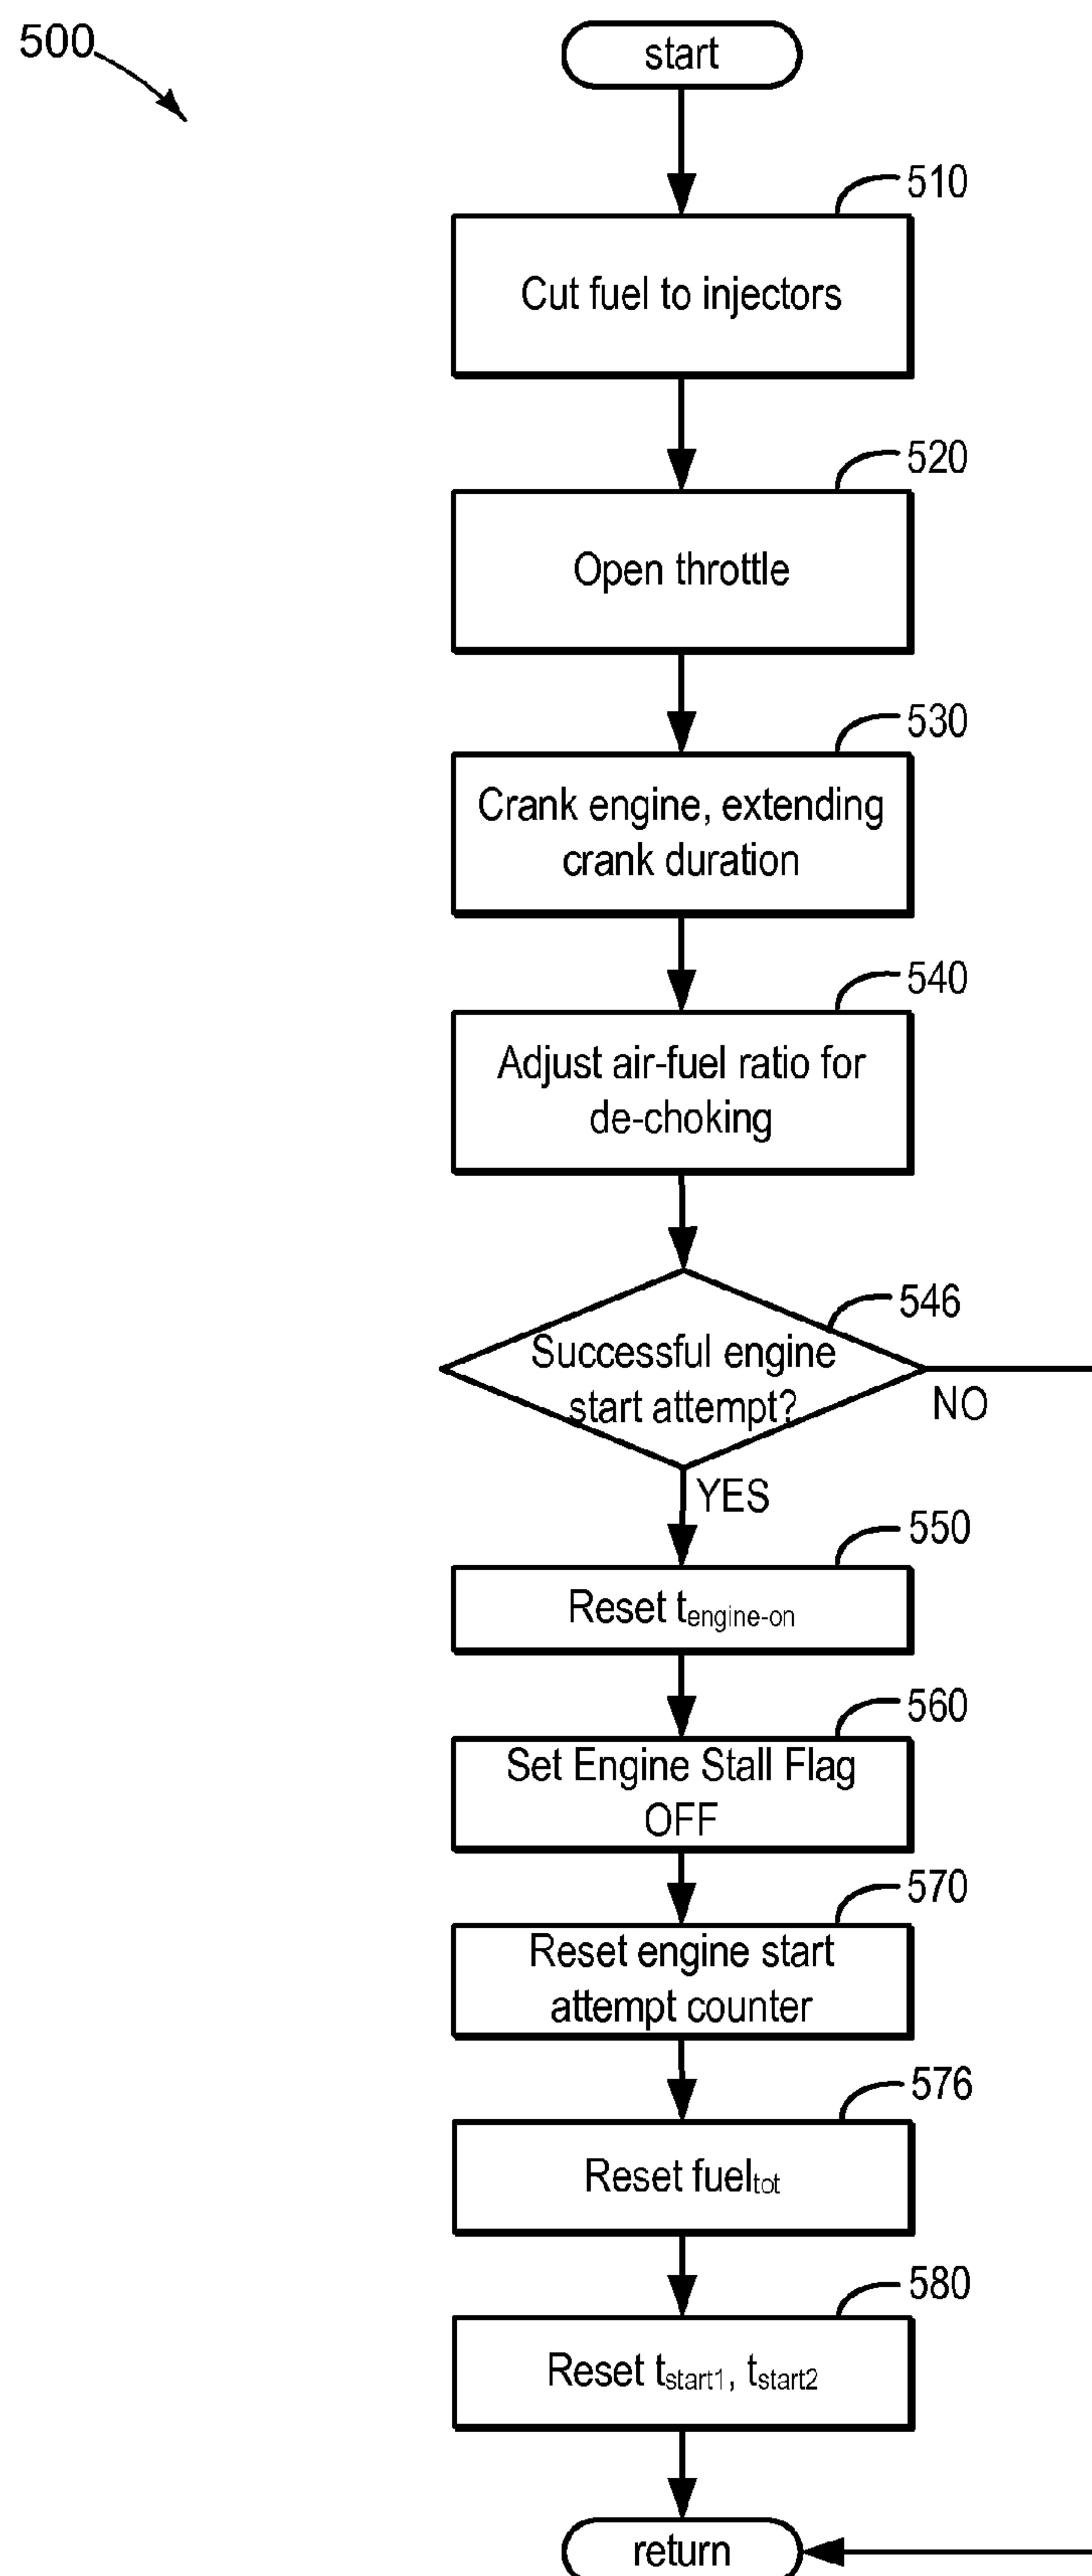 500
start
510
Cut fuel to injectors
520
Open throttle
530
Crank engine, extending
crank duration
540
Adjust air-fuel ratio for
de-choking
546
Successful engine
start attempt?
NO
YES
550
Reset tengine-on
560
Set Engine Stall Flag
OFF
570
Reset engine start
attempt counter
576
Reset fueltot
580
Reset tstart1, tstart2
return